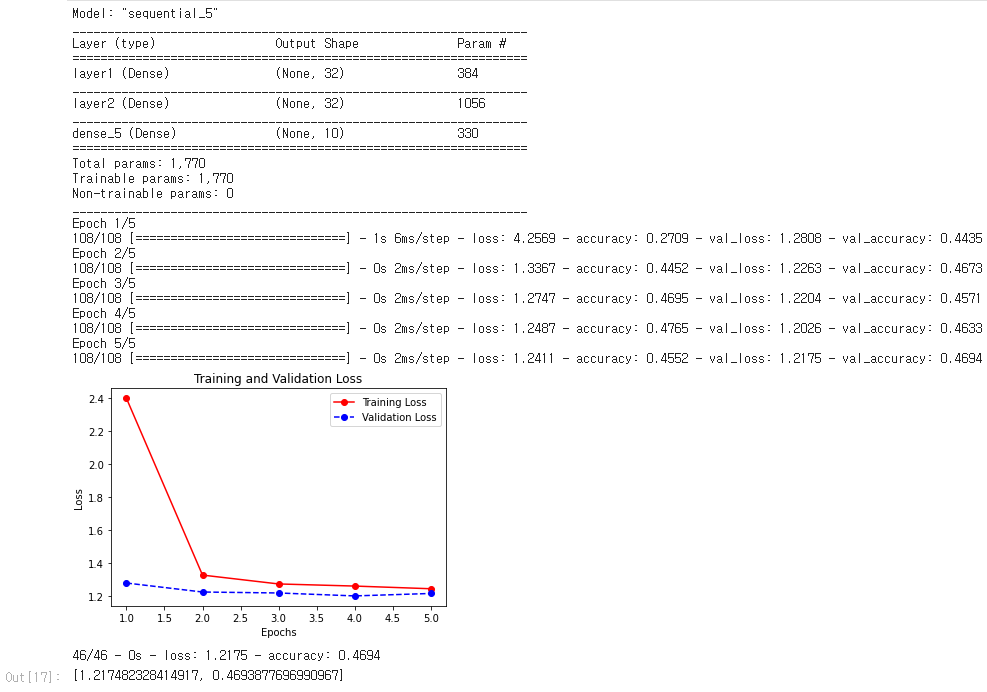 Model: "sequential_5"
_________________________________________________________________
Layer (type)                 Output Shape              Param #
=================================================================
layer1 (Dense)               (None, 32)                384
_________________________________________________________________
layer2 (Dense)               (None, 32)                1056
_________________________________________________________________
dense_5 (Dense)              (None, 10)                330
=================================================================
Total params: 1,770
Trainable params: 1,770
Non-trainable params: 0
_________________________________________________________________
Epoch 1/5
108/108 [==============================] - 1s 6ms/step - loss: 4.2569 - accuracy: 0.2709 - val_loss: 1.2808 - val_accuracy: 0.4435
Epoch 2/5
108/108 [==============================] - 0s 2ms/step - loss: 1.3367 - accuracy: 0.4452 - val_loss: 1.2263 - val_accuracy: 0.4673
Epoch 3/5
108/108 [==============================] - 0s 2ms/step - loss: 1.2747 - accuracy: 0.4695 - val_loss: 1.2204 - val_accuracy: 0.4571
Epoch 4/5
108/108 [==============================] - 0s 2ms/step - loss: 1.2487 - accuracy: 0.4765 - val_loss: 1.2026 - val_accuracy: 0.4633
Epoch 5/5
108/108 [==============================] - 0s 2ms/step - loss: 1.2411 - accuracy: 0.4552 - val_loss: 1.2175 - val_accuracy: 0.4694
Training and Validation Loss
Training Loss
Validation Loss
Loss
2.4
2.2
2.0
1.8
1.6
1.4
1.2
1.0 1.5 2.0 2.5 3.0 3.5 4.0 4.5 5.0
Epochs
46/46 - 0s - loss: 1.2175 - accuracy: 0.4694
Out[17]: [1.217482328414917, 0.4693877696990967]